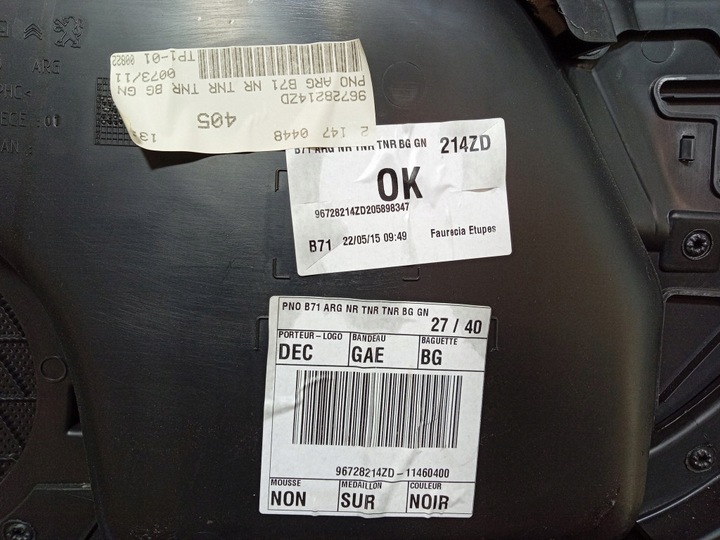 TP1-01 00822
0073/11
PNO ARG B71 NR TNR TNR BG GN
96728214ZD
405
2 147 0448
B71 ARG NR TNR TNR BG GN 214ZD
OK
96728214ZD205898347
B71 22/05/15 09:49 Faurecia Etupes
PNO B71 ARG NR TNR TNR BG GN
27 / 40
PORTEUR-LOGO BANDEAU BAGUETTE
DEC GAE BG
96728214ZD-11460400
MOUSSE MEDAILLON COULEUR
NON SUR NOIR